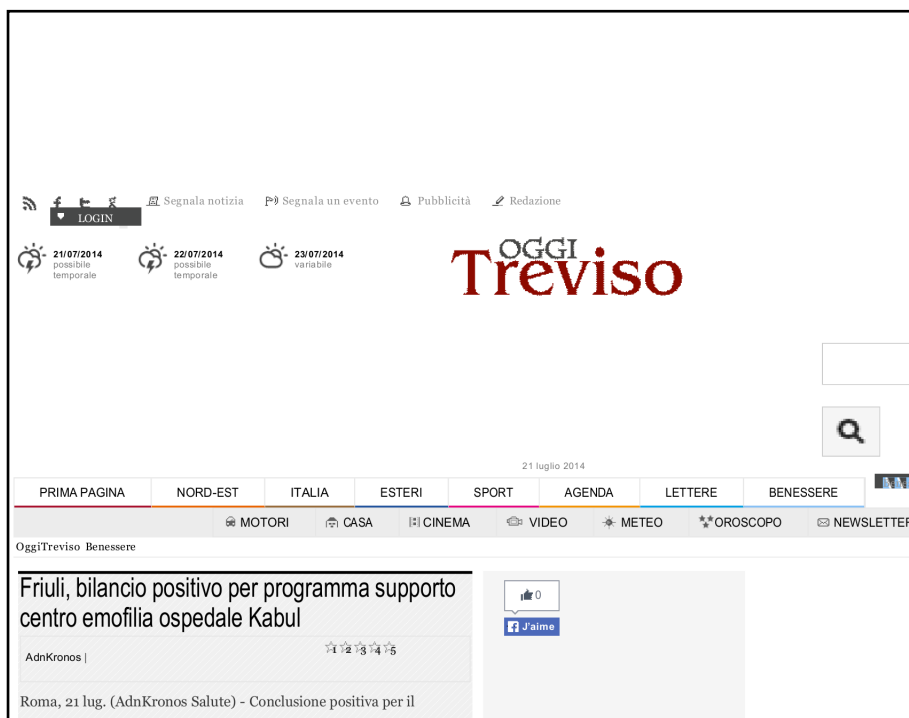 Segnala notizia Segnala un evento Pubblicità Redazione
LOGIN
21/07/2014
possibile
temporale
22/07/2014
possibile
temporale
23/07/2014
variabile
OGGI
Treviso
21 luglio 2014
PRIMA PAGINA NORD-EST ITALIA ESTERI SPORT AGENDA LETTERE BENESSERE
MOTORI CASA CINEMA VIDEO METEO OROSCOPO NEWSLETTER
OggiTreviso Benessere
Friuli, bilancio positivo per programma supporto
centro emofilia ospedale Kabul
AdnKronos |
1 2 3 4 5
0
J'aime
Roma, 21 lug. (AdnKronos Salute) - Conclusione positiva per il